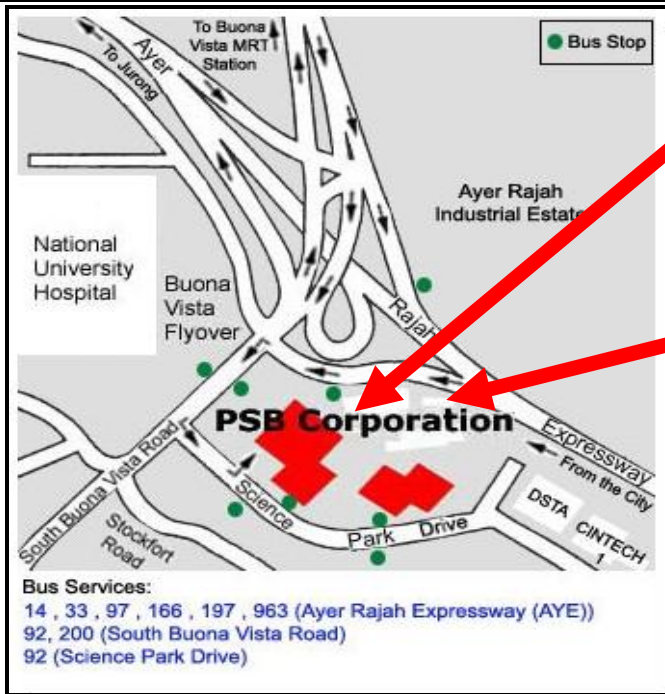 To Buona
Vista MRT
Station
Bus Stop
Ayer
To Jurong
Ayer Rajah
Industrial Estate
National
University
Hospital
Buona
Vista
Flyover
Rajah
PSB Corporation
Expressway
From the City
South Buona Vista Road
Science
Park Drive
Stockfort
Road
DSTA
CINTECH
1
Bus Services:
14 , 33 , 97 , 166 , 197 , 963 (Ayer Rajah Expressway (AYE))
92, 200 (South Buona Vista Road)
92 (Science Park Drive)